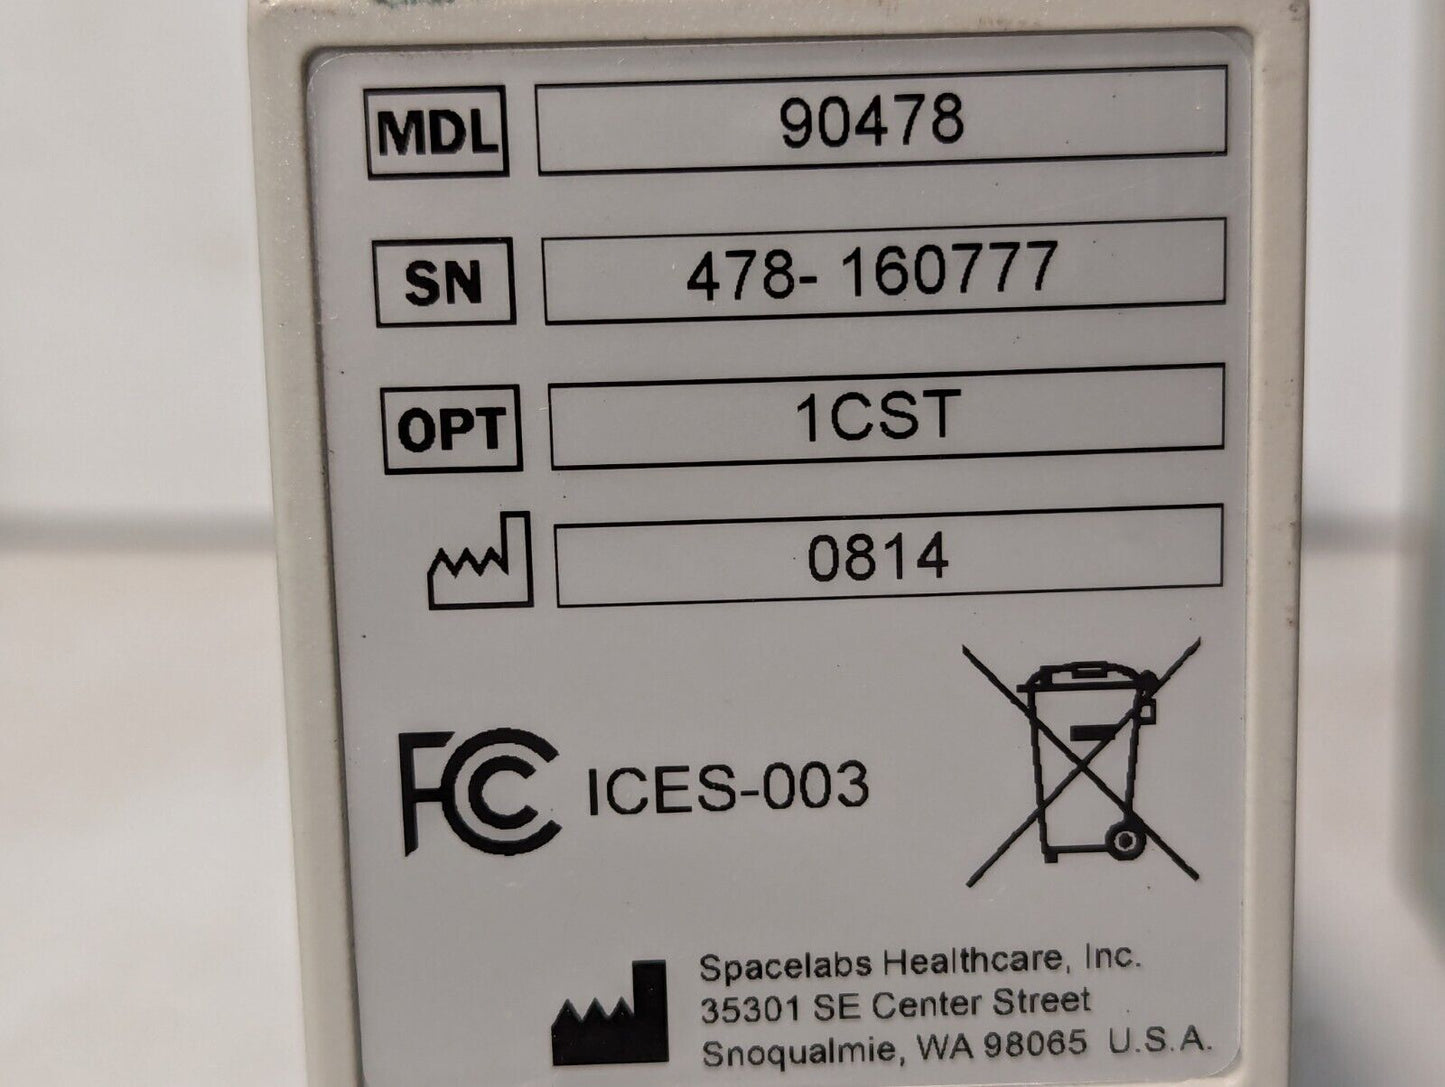 MDL 90478
SN 478- 160777
OPT 1CST
0814
FC ICES-003
Spacelabs Healthcare, Inc.
35301 SE Center Street
Snoqualmie, WA 98065 U.S.A.